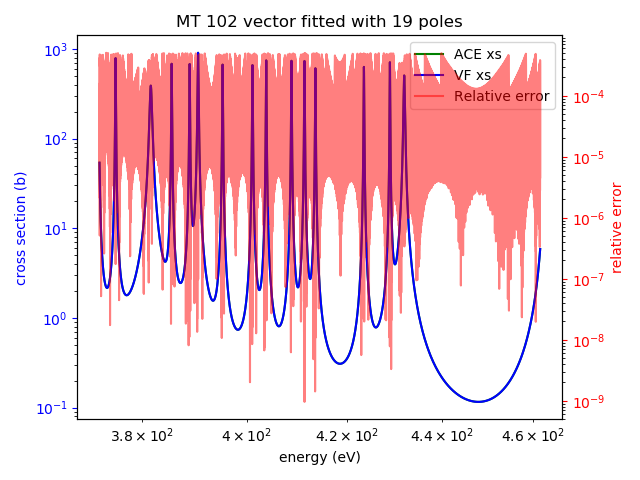 MT 102 vector fitted with 19 poles
ACE xs
VF xs
Relative error
cross section (b)
10³
10²
10¹
10⁰
10⁻¹
relative error
10⁻⁴
10⁻⁵
10⁻⁶
10⁻⁷
10⁻⁸
10⁻⁹
3.8 × 10² 4 × 10² 4.2 × 10² 4.4 × 10² 4.6 × 10²
energy (eV)